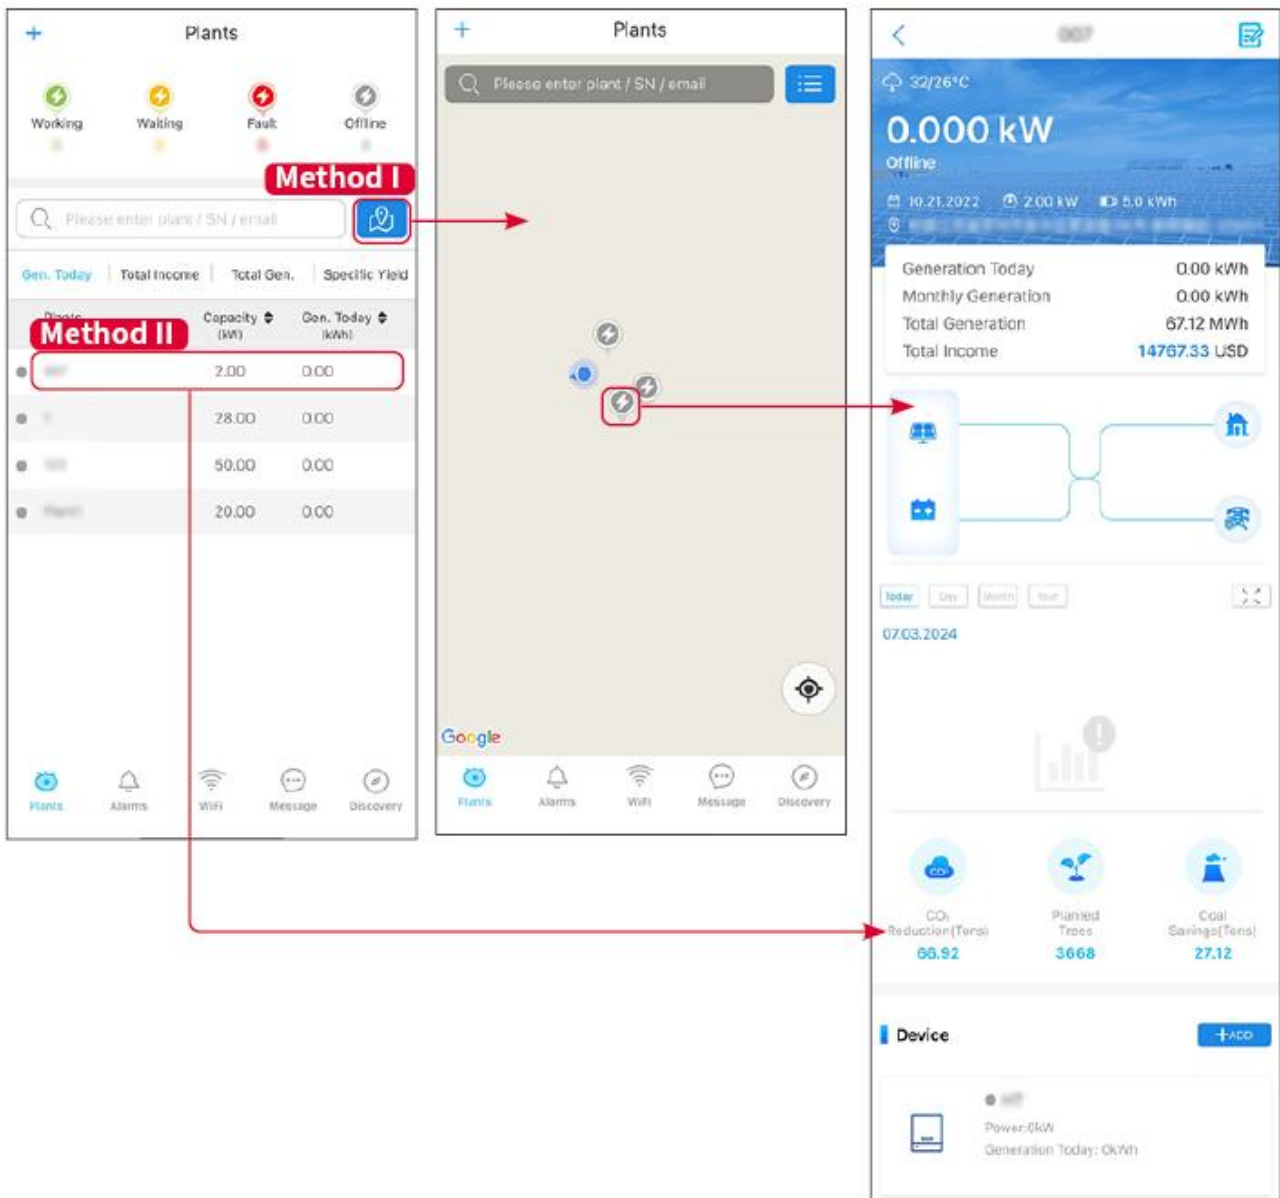 Plants
Working
Waiting
Fault
Offline
Method I
Please enter plant / SN / email
Gen. Today
Total Income
Total Gen.
Specific Yield
Plants
Capacity
(kW)
Gen. Today
(kWh)
Method II
2.00 0.00
28.00 0.00
50.00 0.00
20.00 0.00
Plants
Alarms
WiFi
Message
Discovery
Plants
Please enter plant / SN / email
Google
Plants
Alarms
WiFi
Message
Discovery
007
32/26°C
0.000 kW
Offline
10.21.2022 2.00 kW 5.0 kWh
Generation Today 0.00 kWh
Monthly Generation 0.00 kWh
Total Generation 67.12 MWh
Total Income 14767.33 USD
Today
Day
Month
Year
07.03.2024
CO₂
Reduction(Tons)
66.92
Planted
Trees
3668
Coal
Savings(Tons)
27.12
Device
+ADD
Power:0kW
Generation Today: 0kWh